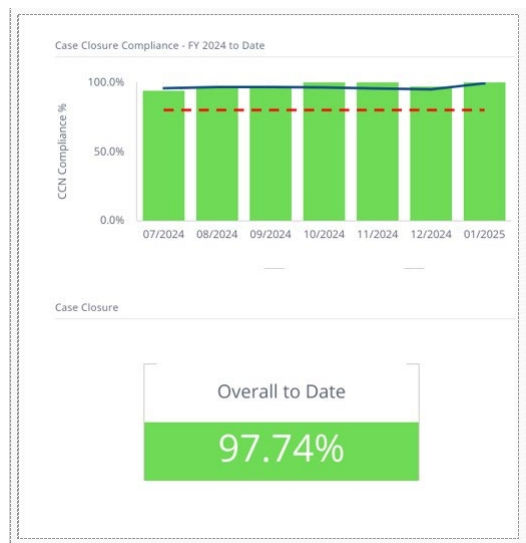 Case Closure Compliance - FY 2024 to Date
CCN Compliance %
100.0%
50.0%
0.0%
07/2024 08/2024 09/2024 10/2024 11/2024 12/2024 01/2025
Case Closure
Overall to Date
97.74%